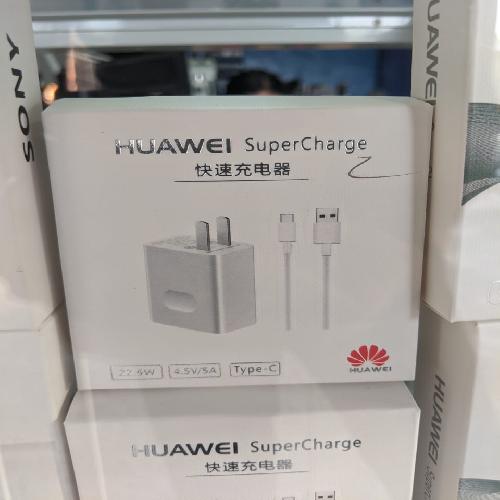 SONY
HUAWEI SuperCharge
快速充电器
22.5W 4.5V/5A Type-C
HUAWEI
HUAWEI SuperCharge
快速充电器
HUAWEI
HUAWEI